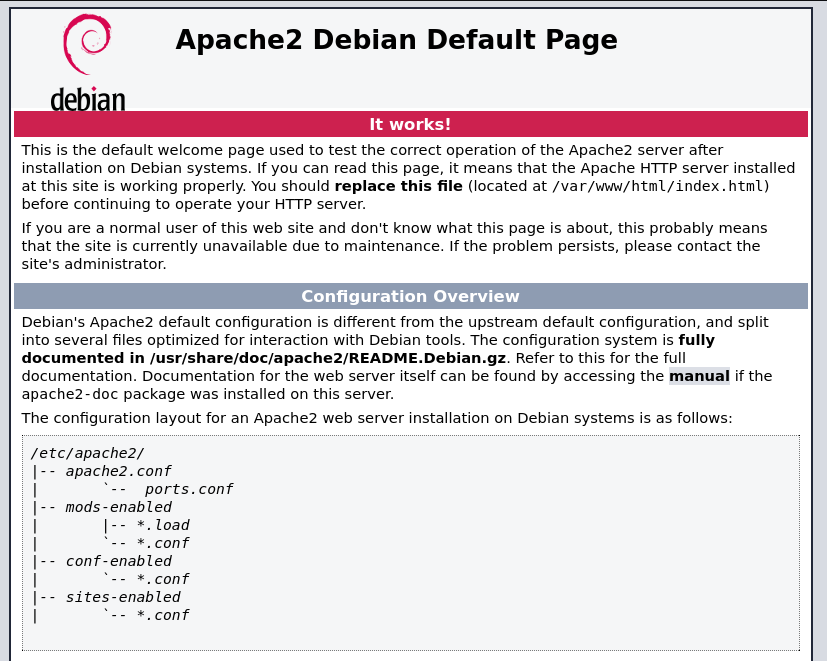 debian
Apache2 Debian Default Page
It works!
This is the default welcome page used to test the correct operation of the Apache2 server after
installation on Debian systems. If you can read this page, it means that the Apache HTTP server installed
at this site is working properly. You should replace this file (located at /var/www/html/index.html)
before continuing to operate your HTTP server.
If you are a normal user of this web site and don't know what this page is about, this probably means
that the site is currently unavailable due to maintenance. If the problem persists, please contact the
site's administrator.
Configuration Overview
Debian's Apache2 default configuration is different from the upstream default configuration, and split
into several files optimized for interaction with Debian tools. The configuration system is fully
documented in /usr/share/doc/apache2/README.Debian.gz. Refer to this for the full
documentation. Documentation for the web server itself can be found by accessing the manual if the
apache2-doc package was installed on this server.
The configuration layout for an Apache2 web server installation on Debian systems is as follows:
/etc/apache2/
|-- apache2.conf
|       `--  ports.conf
|-- mods-enabled
|       |-- *.load
|       `-- *.conf
|-- conf-enabled
|       `-- *.conf
|-- sites-enabled
|       `-- *.conf